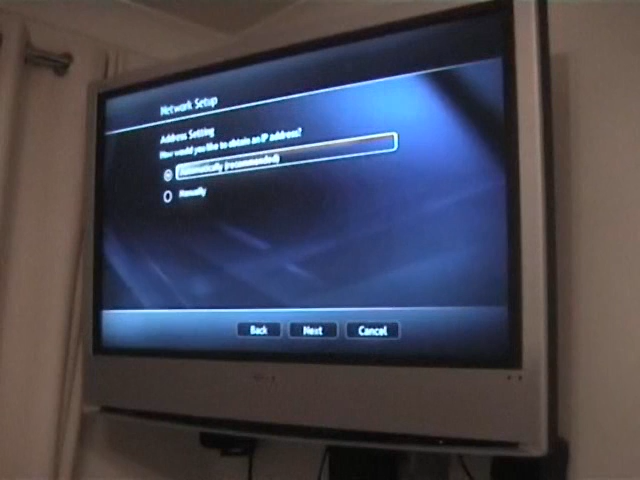 Network Setup
Address Setting
How would you like to obtain an IP address?
Automatically (recommended)
Manually
Back Next Cancel